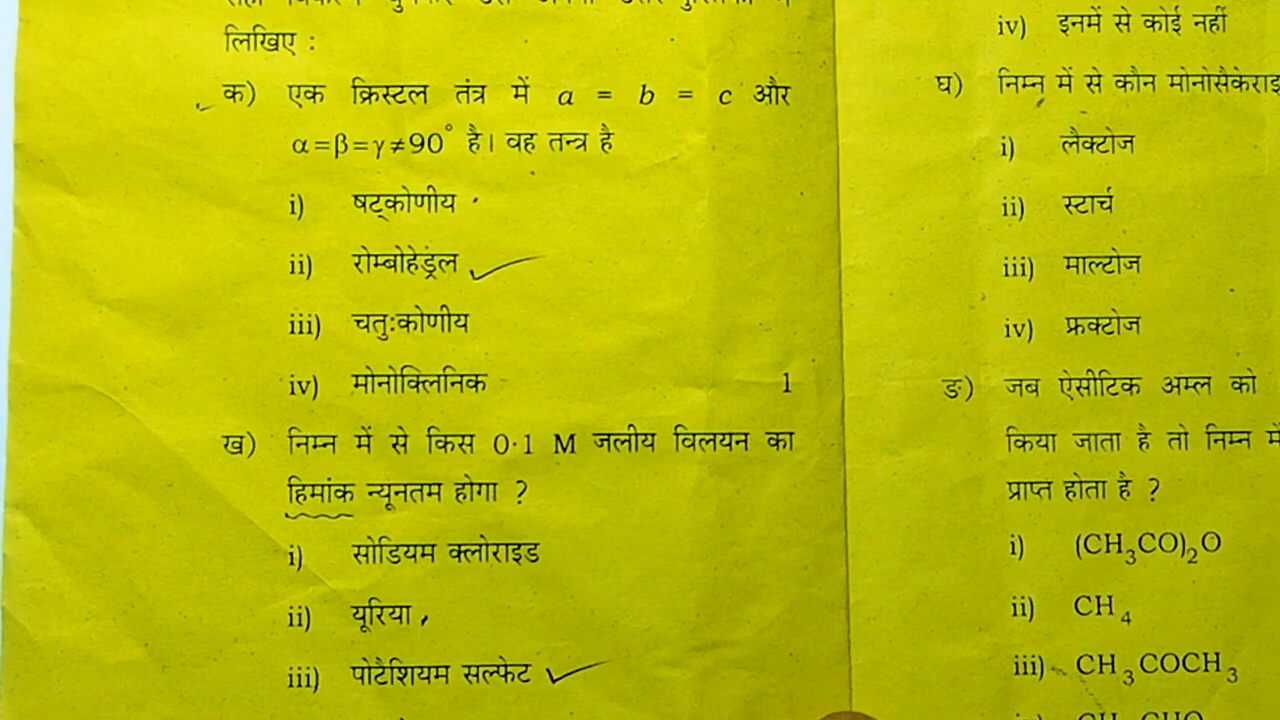 लिखिए :
क) एक क्रिस्टल तंत्र में a = b = c और
α=β=γ≠90° है। वह तन्त्र है
i) षट्कोणीय
ii) रोम्बोहेड्रल
iii) चतुःकोणीय
iv) मोनोक्लिनिक 1
ख) निम्न में से किस 0·1 M जलीय विलयन का
हिमांक न्यूनतम होगा ?
i) सोडियम क्लोराइड
ii) यूरिया
iii) पोटैशियम सल्फेट
iv) इनमें से कोई नहीं
घ) निम्न में से कौन मोनोसैकेराइ
i) लैक्टोज
ii) स्टार्च
iii) माल्टोज
iv) फ्रक्टोज
ङ) जब ऐसीटिक अम्ल को
किया जाता है तो निम्न में
प्राप्त होता है ?
i) (CH₃CO)₂O
ii) CH₄
iii) CH₃COCH₃